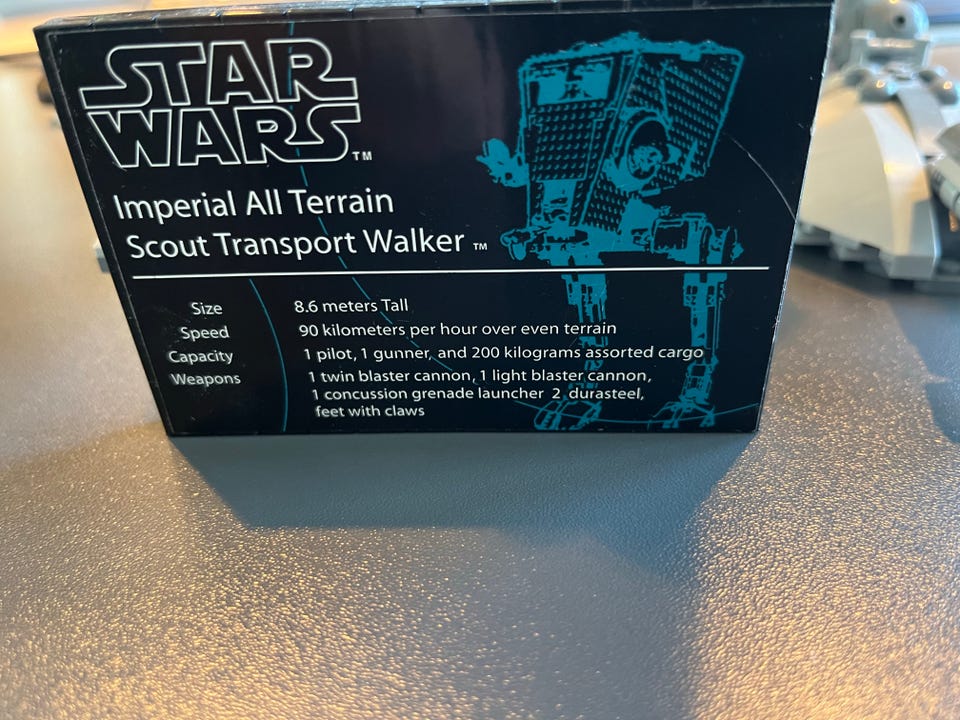 STAR
WARS TM
Imperial All Terrain
Scout Transport Walker TM
Size 8.6 meters Tall
Speed 90 kilometers per hour over even terrain
Capacity 1 pilot, 1 gunner, and 200 kilograms assorted cargo
Weapons 1 twin blaster cannon, 1 light blaster cannon,
1 concussion grenade launcher 2 durasteel,
feet with claws